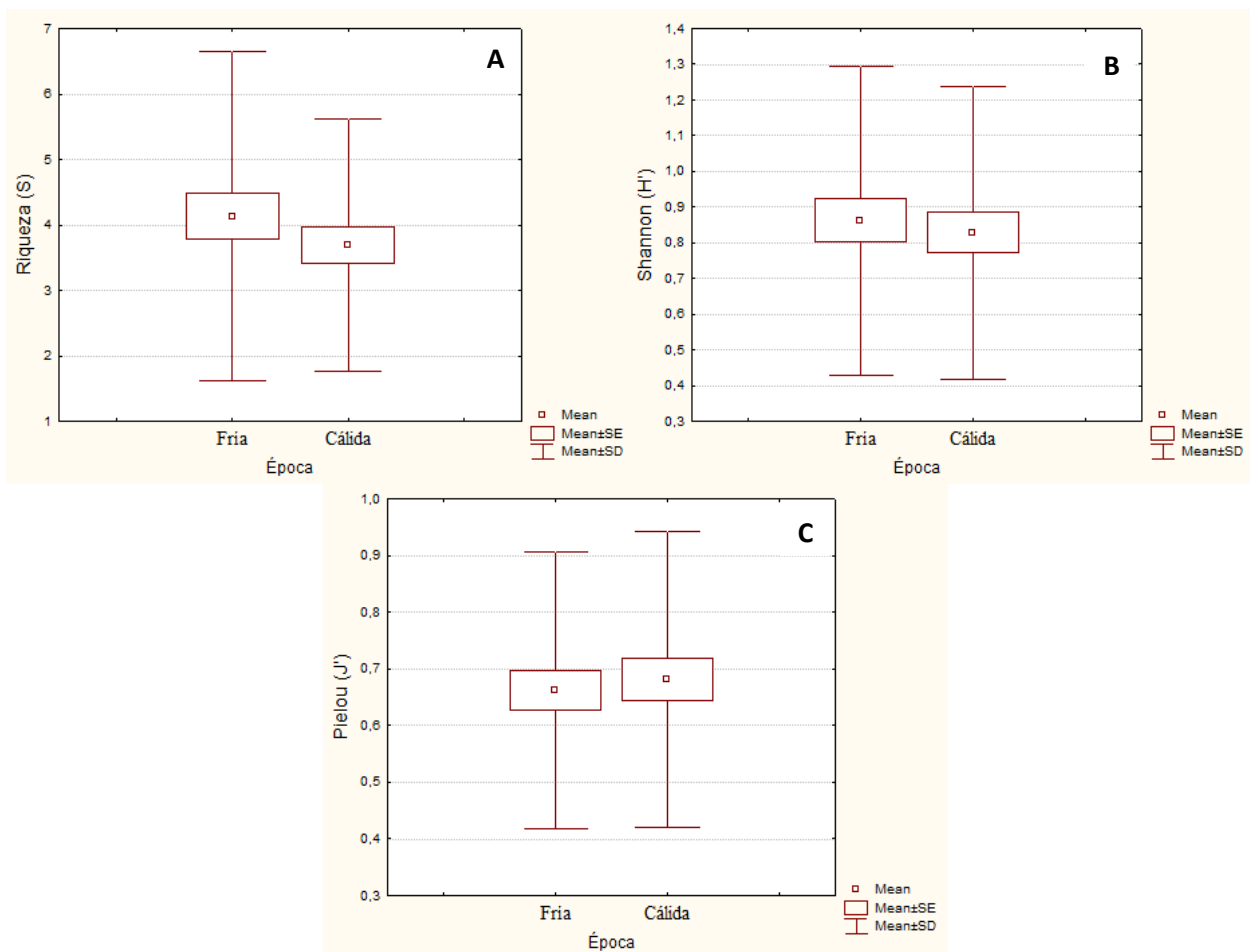 A
Riqueza (S)
7
6
5
4
3
2
1
Fria Cálida
Época
Mean
Mean±SE
Mean±SD
B
Shannon (H')
1,4
1,3
1,2
1,1
1,0
0,9
0,8
0,7
0,6
0,5
0,4
0,3
Fria Cálida
Época
Mean
Mean±SE
Mean±SD
C
Pielou (J')
1,0
0,9
0,8
0,7
0,6
0,5
0,4
0,3
Fria Cálida
Época
Mean
Mean±SE
Mean±SD